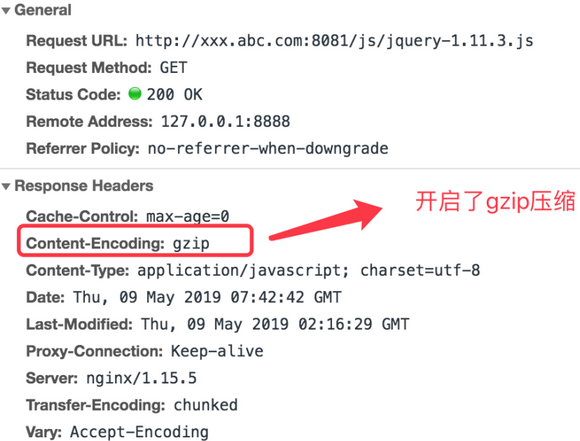 General
Request URL: http://xxx.abc.com:8081/js/jquery-1.11.3.js
Request Method: GET
Status Code: 200 OK
Remote Address: 127.0.0.1:8888
Referrer Policy: no-referrer-when-downgrade
Response Headers
开启了gzip压缩
Cache-Control: max-age=0
Content-Encoding: gzip
Content-Type: application/javascript; charset=utf-8
Date: Thu, 09 May 2019 07:42:42 GMT
Last-Modified: Thu, 09 May 2019 02:16:29 GMT
Proxy-Connection: Keep-alive
Server: nginx/1.15.5
Transfer-Encoding: chunked
Vary: Accept-Encoding